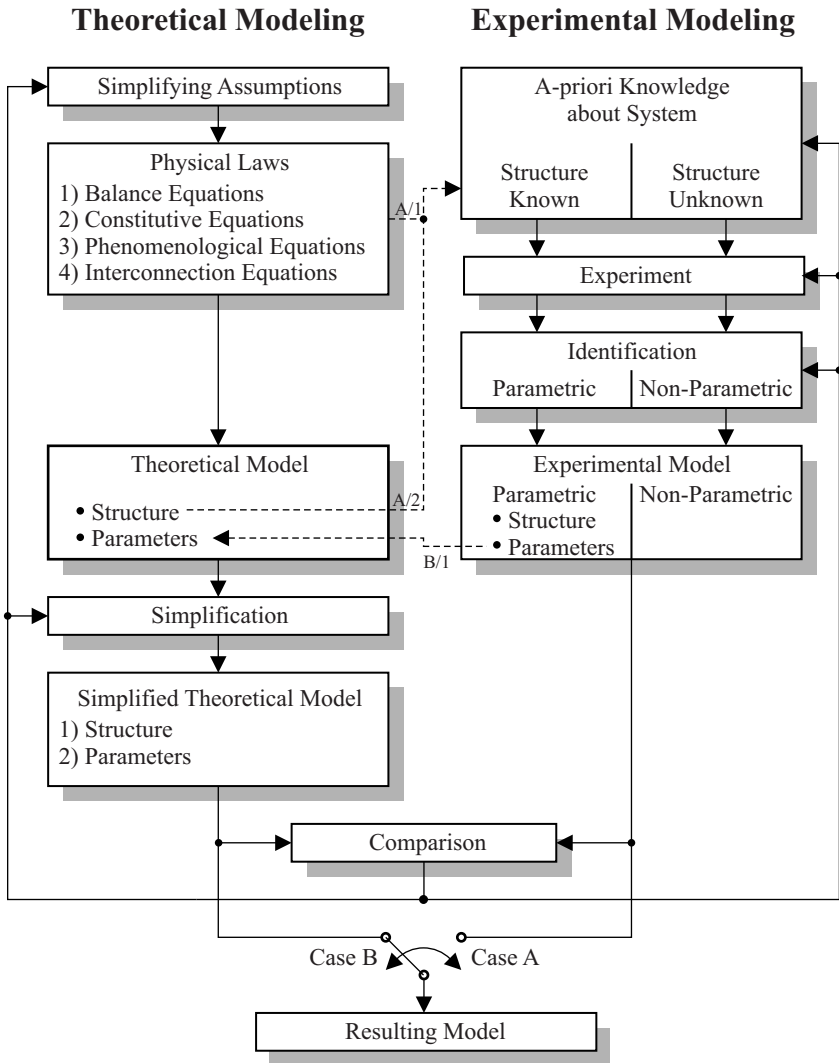 Theoretical Modeling
Experimental Modeling
Simplifying Assumptions
Physical Laws
1) Balance Equations
2) Constitutive Equations
3) Phenomenological Equations
4) Interconnection Equations
A/1
A-priori Knowledge
about System
Structure
Known
Structure
Unknown
Experiment
Identification
Parametric
Non-Parametric
Theoretical Model
• Structure
• Parameters
A/2
B/1
Experimental Model
Parametric
• Structure
• Parameters
Non-Parametric
Simplification
Simplified Theoretical Model
1) Structure
2) Parameters
Comparison
Case B
Case A
Resulting Model